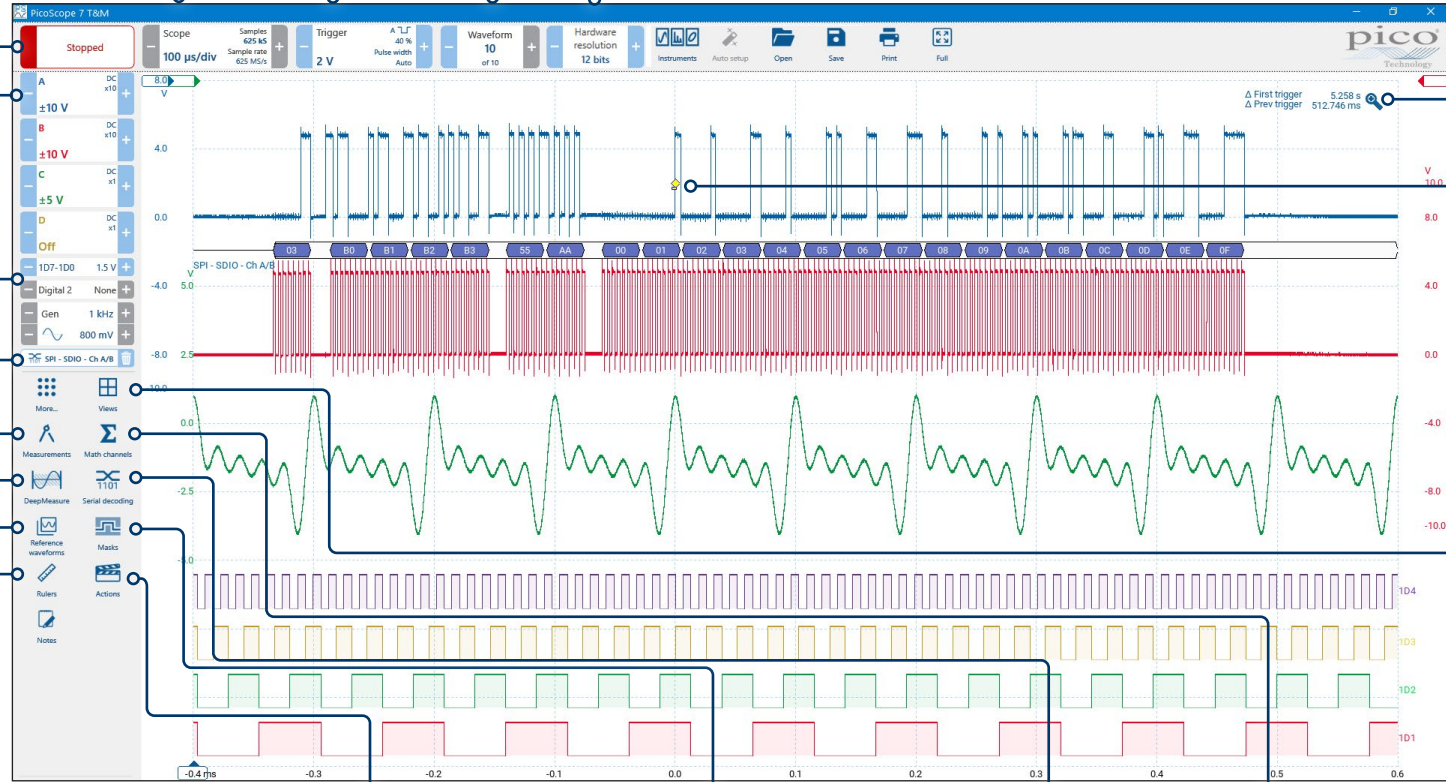 PicoScope 7 T&M
Stopped
Scope
100 µs/div
Samples
625 kS
Sample rate
625 MS/s
Trigger
2 V
A
40 %
Pulse width
Auto
Waveform
10
of 10
Hardware
resolution
12 bits
Instruments
Auto setup
Open
Save
Print
Full
pico
Technology
A
DC
x10
±10 V
B
DC
x10
±10 V
C
DC
x1
±5 V
D
DC
x1
Off
1D7-1D0 1.5 V
Digital 2 None
Gen 1 kHz
800 mV
SPI - SDIO - Ch A/B
More...
Views
Measurements
Math channels
DeepMeasure
1101
Serial decoding
Reference
waveforms
Masks
Rulers
Actions
Notes
8.0
V
4.0
0.0
-4.0
-8.0
V
5.0
2.5
0.0
-2.5
-5.0
Δ First trigger 5.258 s
Δ Prev trigger 512.746 ms
V
10.0
8.0
4.0
0.0
-4.0
-8.0
-10.0
03 B0 B1 B2 B3 55 AA 00 01 02 03 04 05 06 07 08 09 0A 0B 0C 0D 0E 0F
SPI - SDIO - Ch A/B
1D4
1D3
1D2
1D1
-0.4 ms -0.3 -0.2 -0.1 0.0 0.1 0.2 0.3 0.4 0.5 0.6